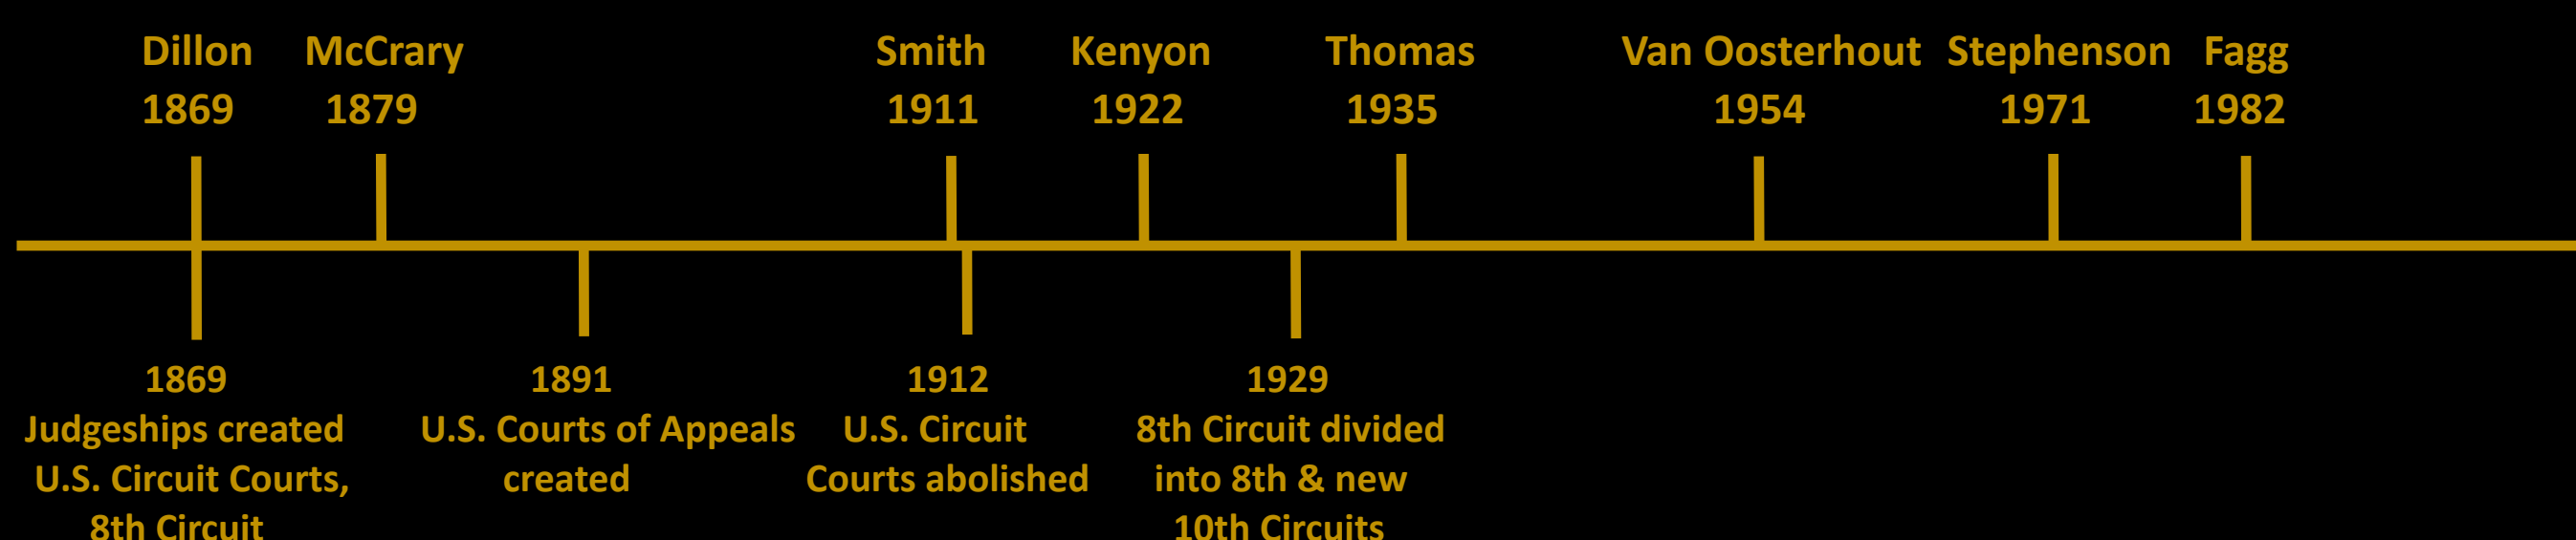 Dillon McCrary Smith Kenyon Thomas Van Oosterhout Stephenson Fagg
1869 1879 1911 1922 1935 1954 1971 1982
1869 1891 1912 1929
Judgeships created U.S. Courts of Appeals U.S. Circuit 8th Circuit divided
U.S. Circuit Courts, created Courts abolished into 8th & new
8th Circuit 10th Circuits